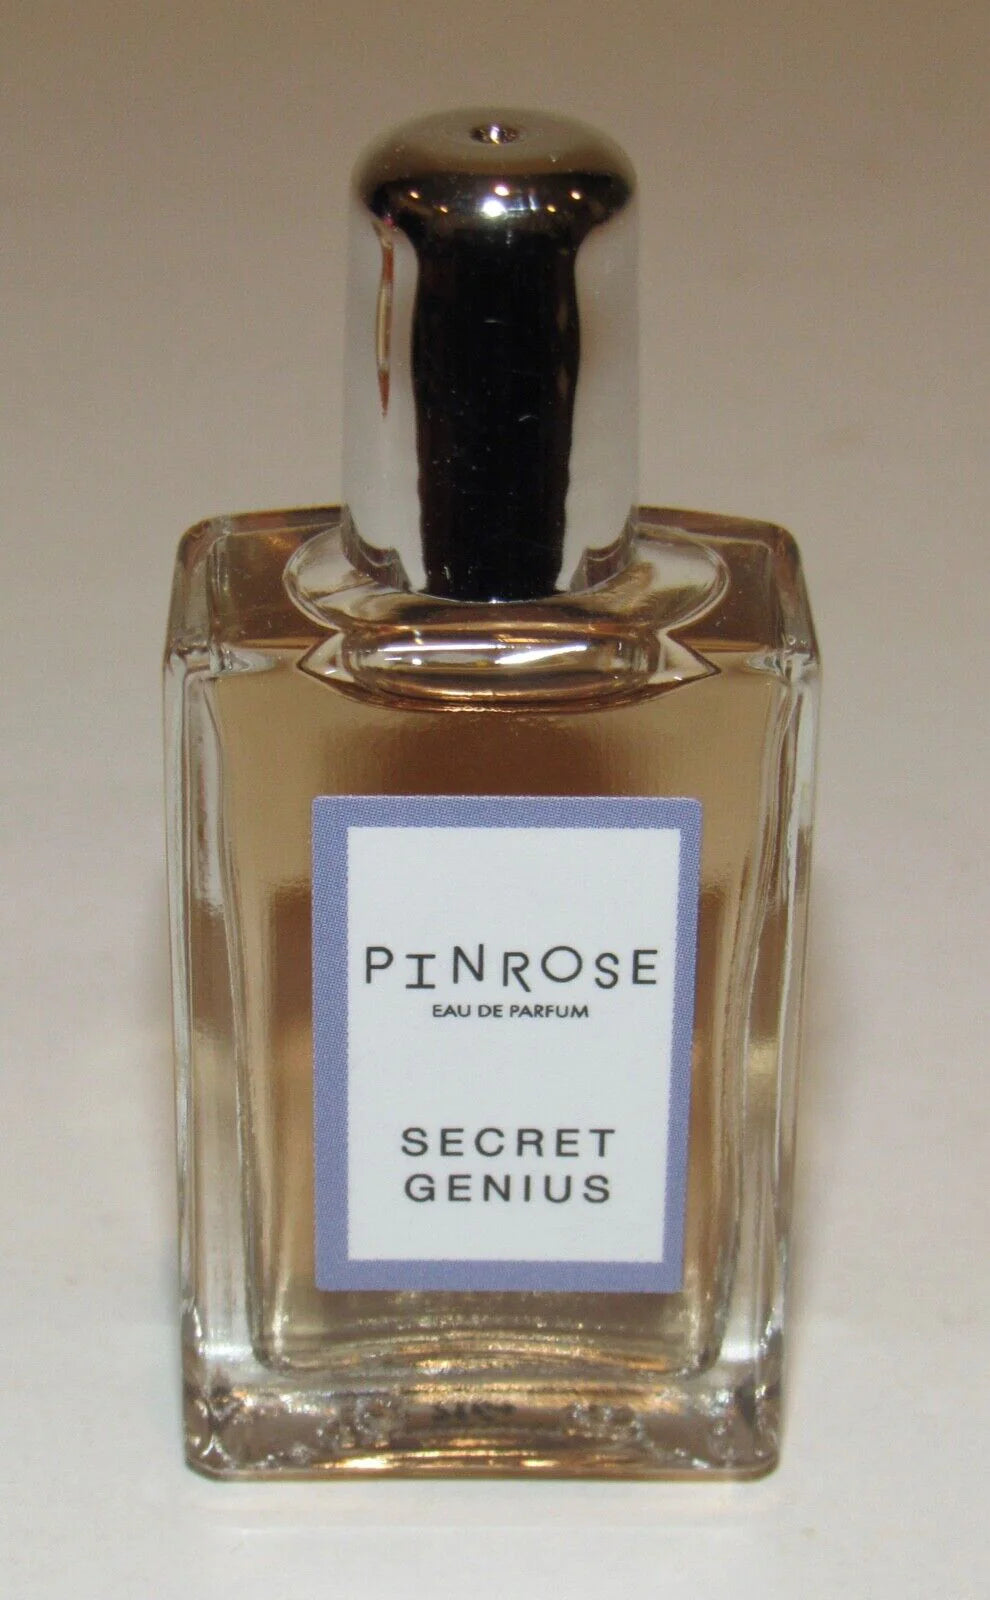 PINROSE
EAU DE PARFUM
SECRET
GENIUS